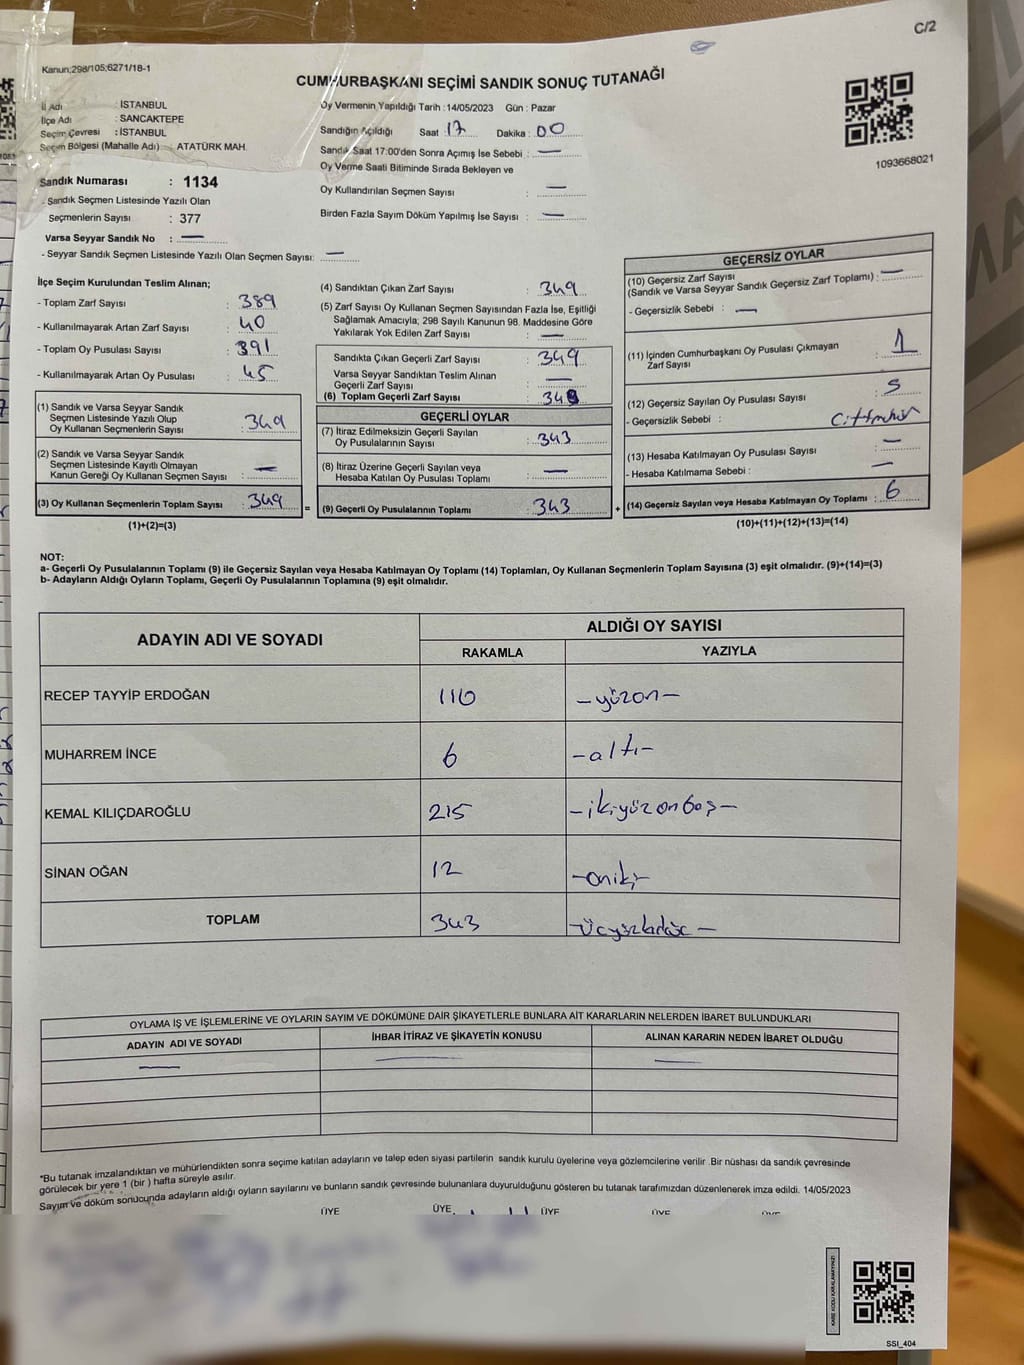 C/2
Kanun;298/105;6271/18-1
CUMHURBAŞKANI SEÇİMİ SANDIK SONUÇ TUTANAĞI
1093668021
İl Adı : İSTANBUL
İlçe Adı : SANCAKTEPE
Seçim Çevresi : İSTANBUL
Seçim Bölgesi (Mahalle Adı) : ATATÜRK MAH.
Sandık Numarası : 1134
- Sandık Seçmen Listesinde Yazılı Olan
Seçmenlerin Sayısı : 377
Varsa Seyyar Sandık No : —
- Seyyar Sandık Seçmen Listesinde Yazılı Olan Seçmen Sayısı: —
Oy Vermenin Yapıldığı Tarih : 14/05/2023 Gün : Pazar
Sandığın Açıldığı Saat : 17 Dakika : 00
Sandık Saat 17:00'den Sonra Açımış İse Sebebi : —
Oy Verme Saati Bitiminde Sırada Bekleyen ve
Oy Kullandırılan Seçmen Sayısı : —
Birden Fazla Sayım Döküm Yapılmış İse Sayısı : —
İlçe Seçim Kurulundan Teslim Alınan;
- Toplam Zarf Sayısı : 389
- Kullanılmayarak Artan Zarf Sayısı : 40
- Toplam Oy Pusulası Sayısı : 391
- Kullanılmayarak Artan Oy Pusulası : 45
(1) Sandık ve Varsa Seyyar Sandık
Seçmen Listesinde Yazılı Olup
Oy Kullanan Seçmenlerin Sayısı : 349
(2) Sandık ve Varsa Seyyar Sandık
Seçmen Listesinde Kayıtlı Olmayan
Kanun Gereği Oy Kullanan Seçmen Sayısı : —
(3) Oy Kullanan Seçmenlerin Toplam Sayısı : 349
(1)+(2)=(3)
(4) Sandıktan Çıkan Zarf Sayısı : 349
(5) Zarf Sayısı Oy Kullanan Seçmen Sayısından Fazla İse, Eşitliği
Sağlamak Amacıyla; 298 Sayılı Kanunun 98. Maddesine Göre
Yakılarak Yok Edilen Zarf Sayısı : —
Sandıkta Çıkan Geçerli Zarf Sayısı : 349
Varsa Seyyar Sandıktan Teslim Alınan
Geçerli Zarf Sayısı : —
(6) Toplam Geçerli Zarf Sayısı : 349
=
GEÇERLİ OYLAR
(7) İtiraz Edilmeksizin Geçerli Sayılan
Oy Pusulalarının Sayısı : 343
(8) İtiraz Üzerine Geçerli Sayılan veya
Hesaba Katılan Oy Pusulası Toplamı : —
(9) Geçerli Oy Pusulalarının Toplamı : 343
+
GEÇERSİZ OYLAR
(10) Geçersiz Zarf Sayısı
(Sandık ve Varsa Seyyar Sandık Geçersiz Zarf Toplamı) : —
- Geçersizlik Sebebi : —
(11) İçinden Cumhurbaşkanı Oy Pusulası Çıkmayan
Zarf Sayısı : 1
(12) Geçersiz Sayılan Oy Pusulası Sayısı : 5
- Geçersizlik Sebebi :
(13) Hesaba Katılmayan Oy Pusulası Sayısı : —
- Hesaba Katılmama Sebebi : —
(14) Geçersiz Sayılan veya Hesaba Katılmayan Oy Toplamı : 6
(10)+(11)+(12)+(13)=(14)
NOT:
a- Geçerli Oy Pusulalarının Toplamı (9) ile Geçersiz Sayılan veya Hesaba Katılmayan Oy Toplamı (14) Toplamları, Oy Kullanan Seçmenlerin Toplam Sayısına (3) eşit olmalıdır. (9)+(14)=(3)
b- Adayların Aldığı Oyların Toplamı, Geçerli Oy Pusulalarının Toplamına (9) eşit olmalıdır.
ADAYIN ADI VE SOYADI
ALDIĞI OY SAYISI
RAKAMLA YAZIYLA
RECEP TAYYİP ERDOĞAN 110 -yüzon-
MUHARREM İNCE 6 -altı-
KEMAL KILIÇDAROĞLU 215 -ikiyüzonbeş-
SİNAN OĞAN 12 -oniki-
TOPLAM 343
OYLAMA İŞ VE İŞLEMLERİNE VE OYLARIN SAYIM VE DÖKÜMÜNE DAİR ŞİKAYETLERLE BUNLARA AİT KARARLARIN NELERDEN İBARET BULUNDUKLARI
ADAYIN ADI VE SOYADI İHBAR İTİRAZ VE ŞİKAYETİN KONUSU ALINAN KARARIN NEDEN İBARET OLDUĞU
— — —
*Bu tutanak imzalandıktan ve mühürlendikten sonra seçime katılan adayların ve talep eden siyasi partilerin sandık kurulu üyelerine veya gözlemcilerine verilir .Bir nüshası da sandık çevresinde
görülecek bir yere 1 (bir ) hafta süreyle asılır.
Sayım ve döküm sonucunda adayların aldığı oyların sayılarını ve bunların sandık çevresinde bulunanlara duyurulduğunu gösteren bu tutanak tarafımızdan düzenlenerek imza edildi. 14/05/2023
ÜYE ÜYE ÜYE ÜYE ÜYE
KARE KODU KARALAMAYINIZ!
SSI_404